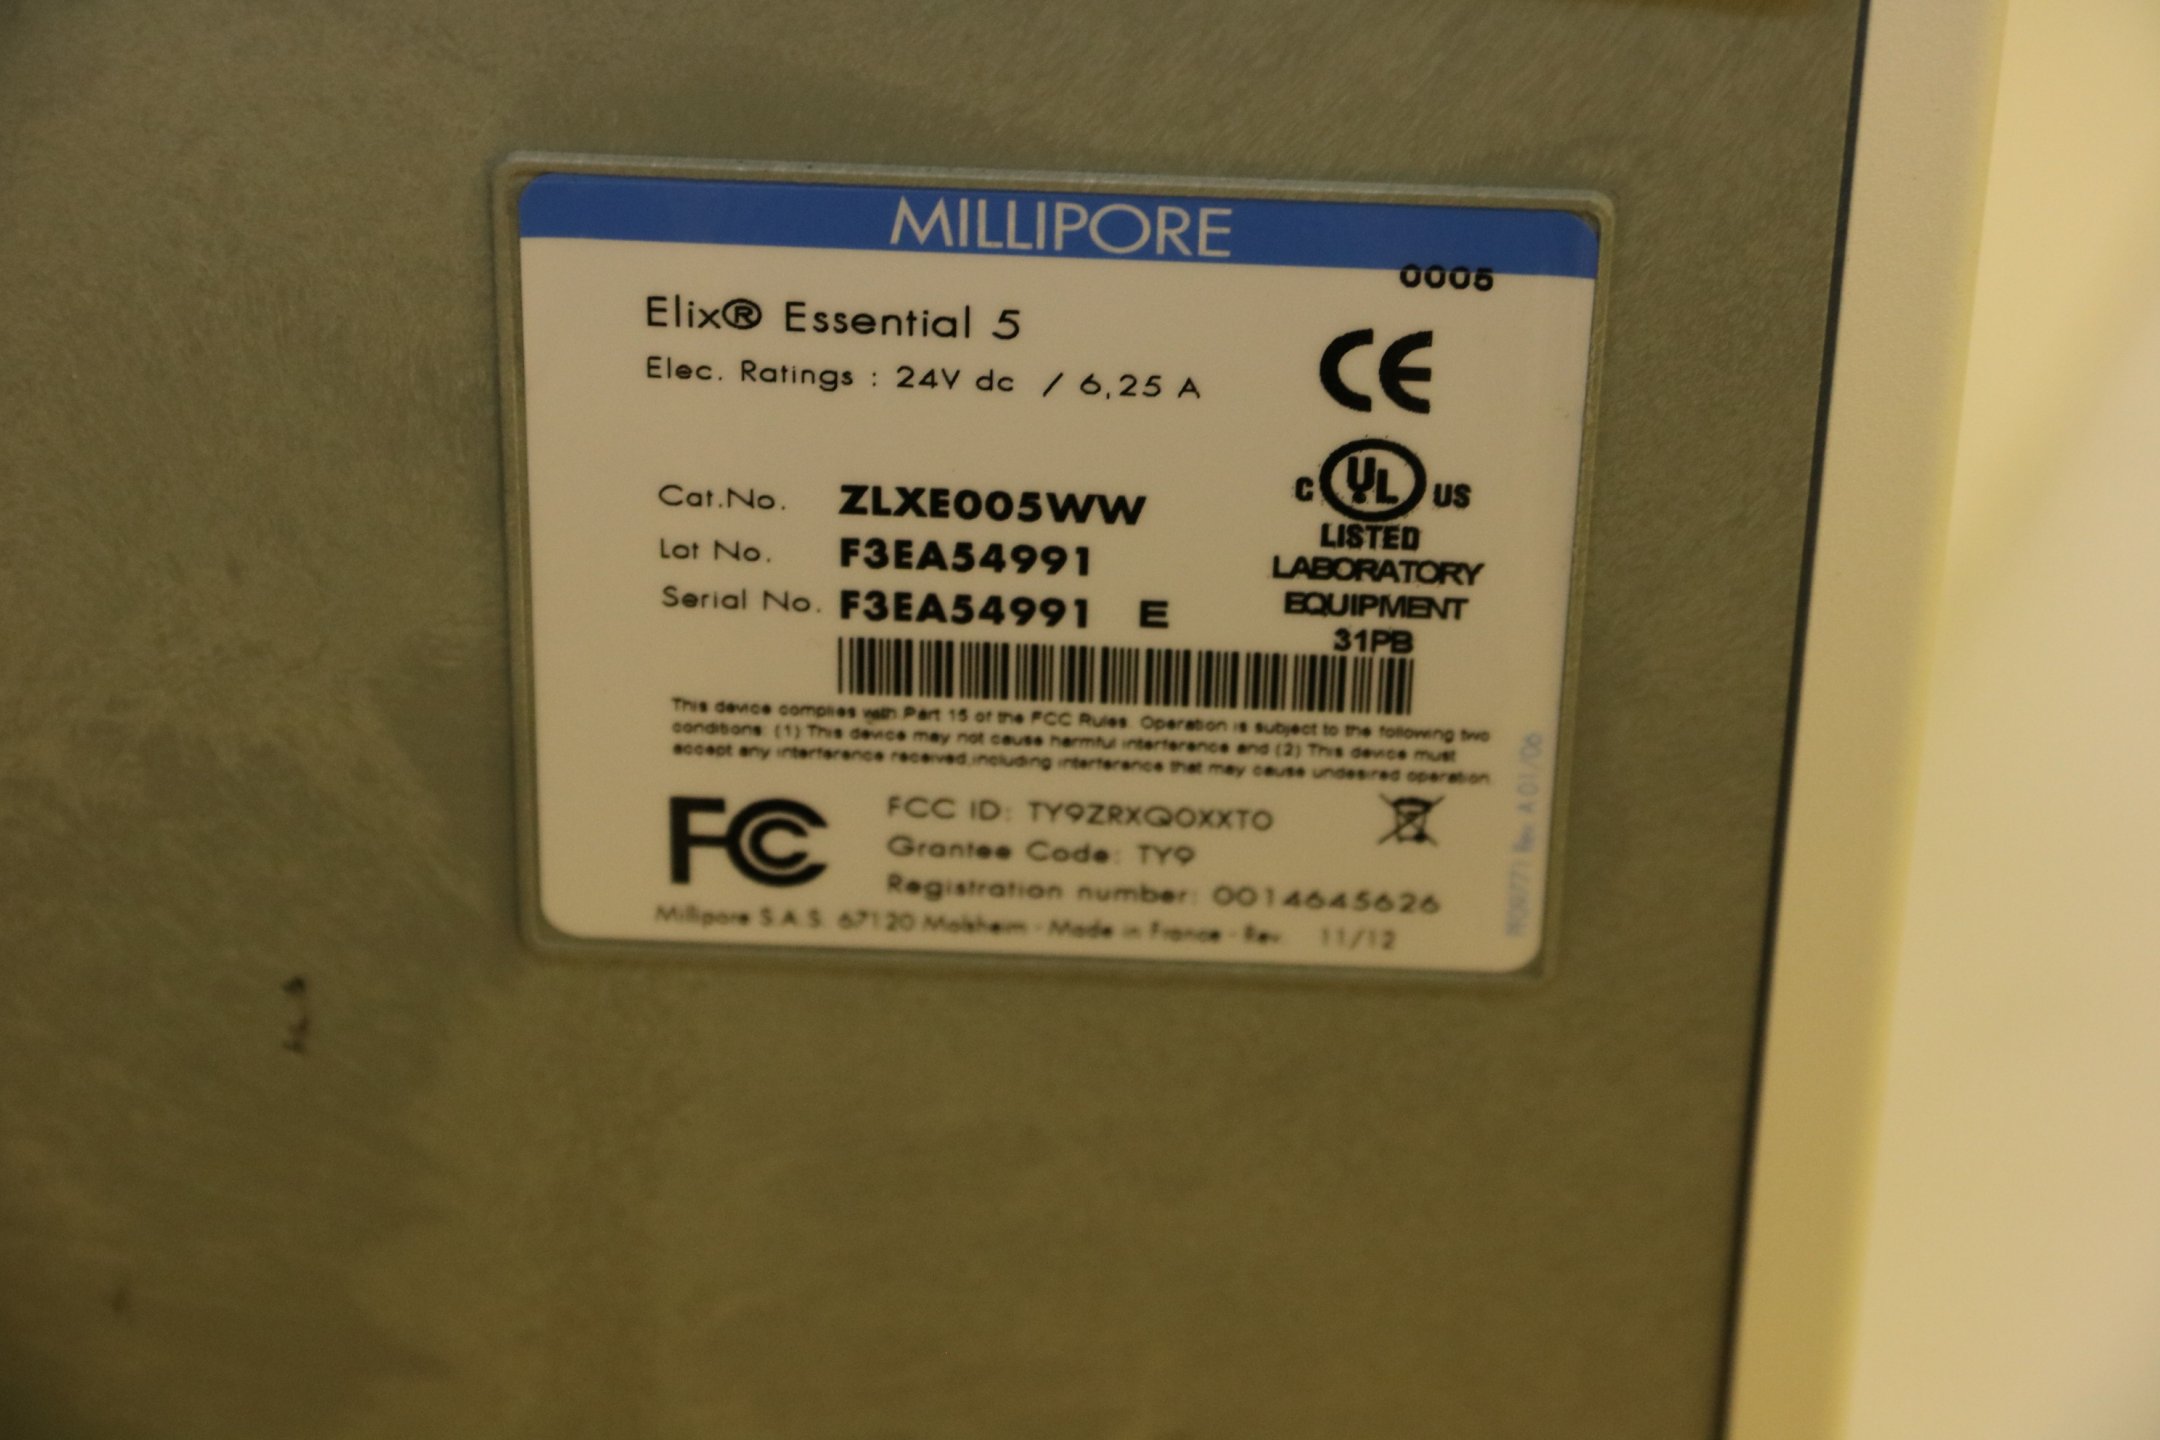 MILLIPORE
0005
Elix® Essential 5
Elec. Ratings : 24V dc / 6,25 A
CE
Cat.No. ZLXE005WW
Lot No. F3EA54991
Serial No. F3EA54991 E
C UL US
LISTED
LABORATORY
EQUIPMENT
31PB
This device complies with Part 15 of the FCC Rules. Operation is subject to the following two
conditions: (1) This device may not cause harmful interference and (2) This device must
accept any interference received,including interference that may cause undesired operation.
FC
FCC ID: TY9ZRXQ0XXT0
Grantee Code: TY9
Registration number: 0014645626
Millipore S.A.S. 67120 Molsheim - Made in France - Rev. 11/12
Rev A 01/06